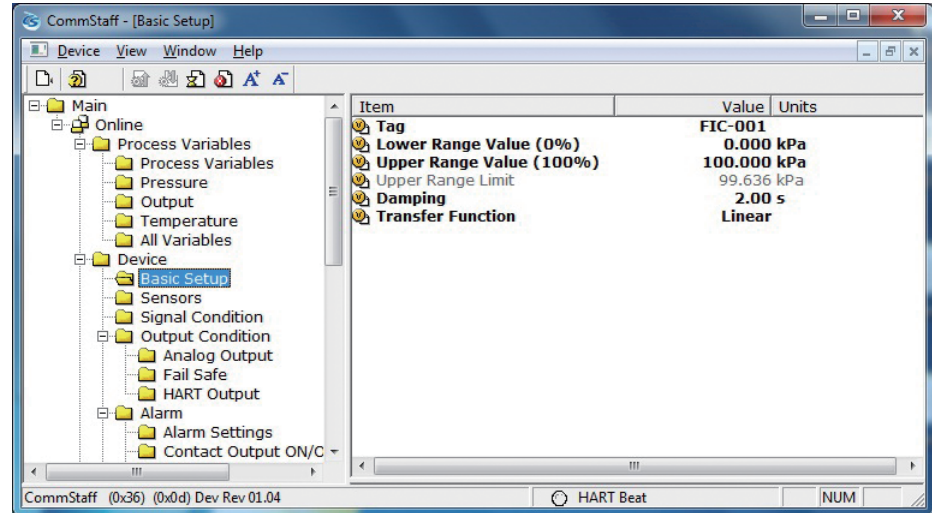 CommStaff - [Basic Setup]
Device View Window Help
Main
Online
Process Variables
Process Variables
Pressure
Output
Temperature
All Variables
Device
Basic Setup
Sensors
Signal Condition
Output Condition
Analog Output
Fail Safe
HART Output
Alarm
Alarm Settings
Contact Output ON/O
Item Value Units
Tag FIC-001
Lower Range Value (0%) 0.000 kPa
Upper Range Value (100%) 100.000 kPa
Upper Range Limit 99.636 kPa
Damping 2.00 s
Transfer Function Linear
CommStaff (0x36) (0x0d) Dev Rev 01.04 HART Beat NUM